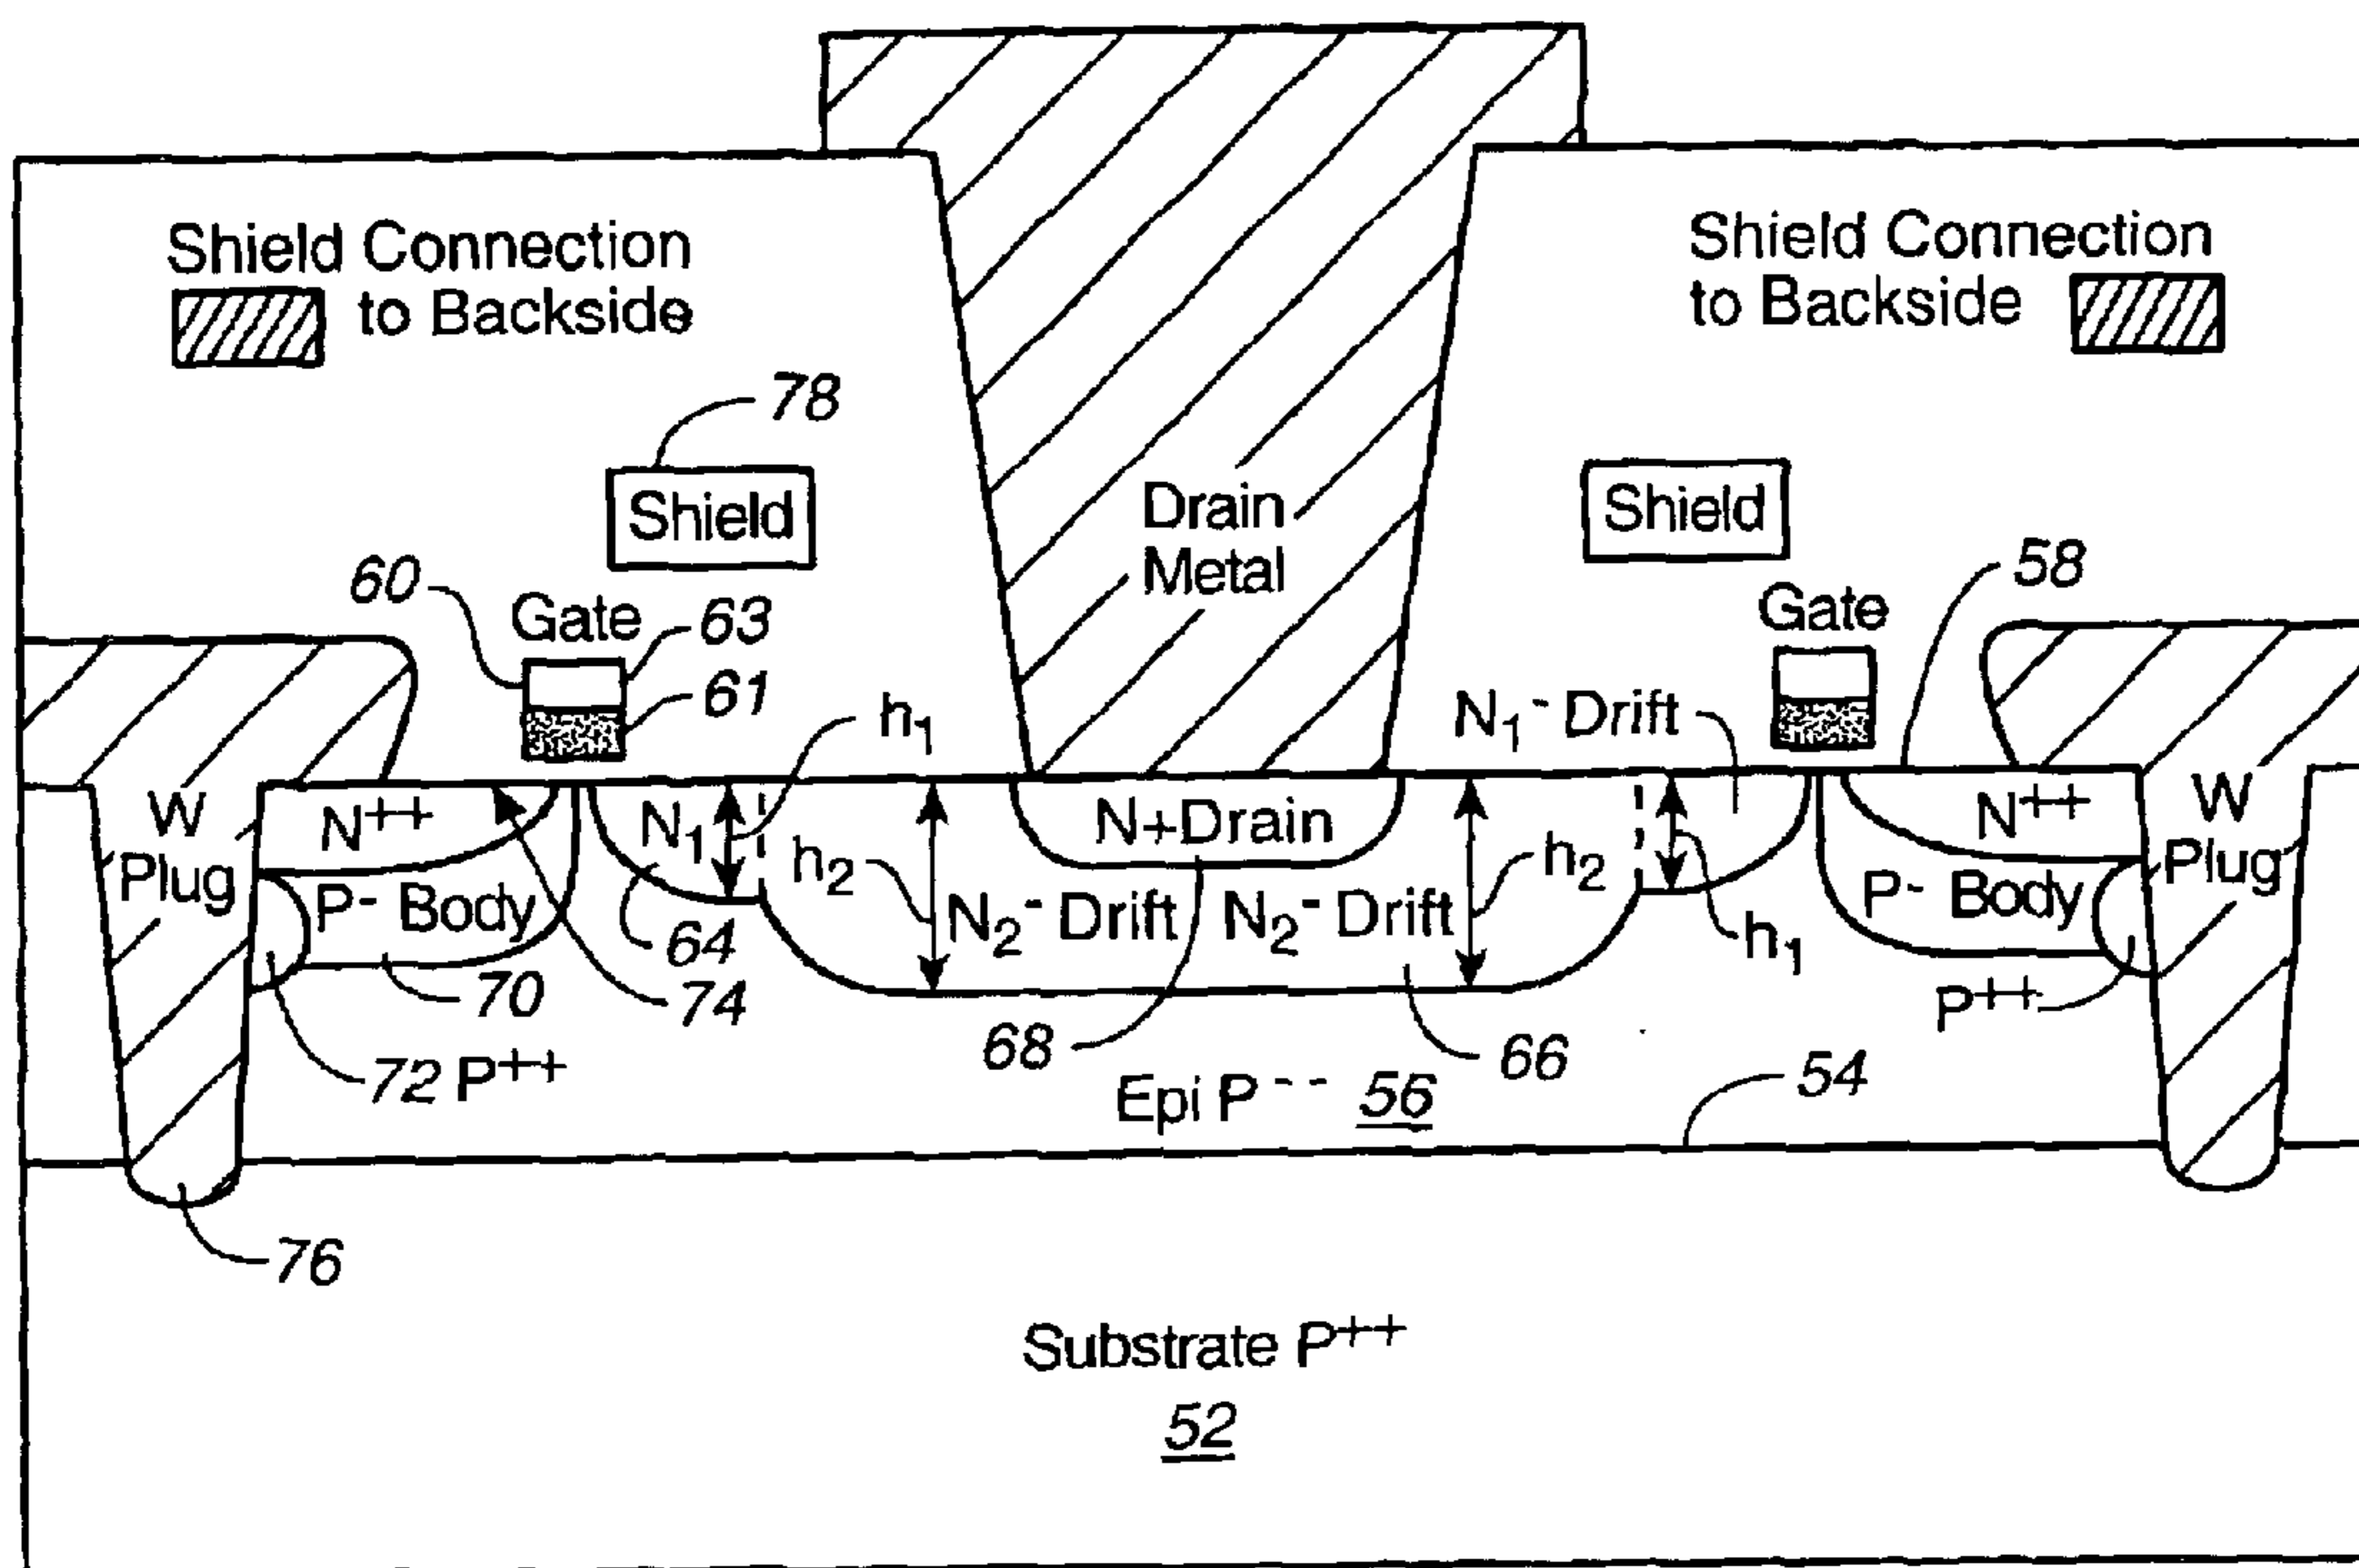 Shield Connection
to Backside
Shield Connection
to Backside
78
Shield
Drain
Metal
Shield
58
60
Gate
63
61
h1
N1- Drift
Gate
W
Plug
N++
P- Body
N1
h2
N+Drain
N2- Drift
N2- Drift
h2
h1
N++
P- Body
W
Plug
64
70
74
72 P++
68
66
P++
54
Epi P-- 56
76
Substrate P++
52